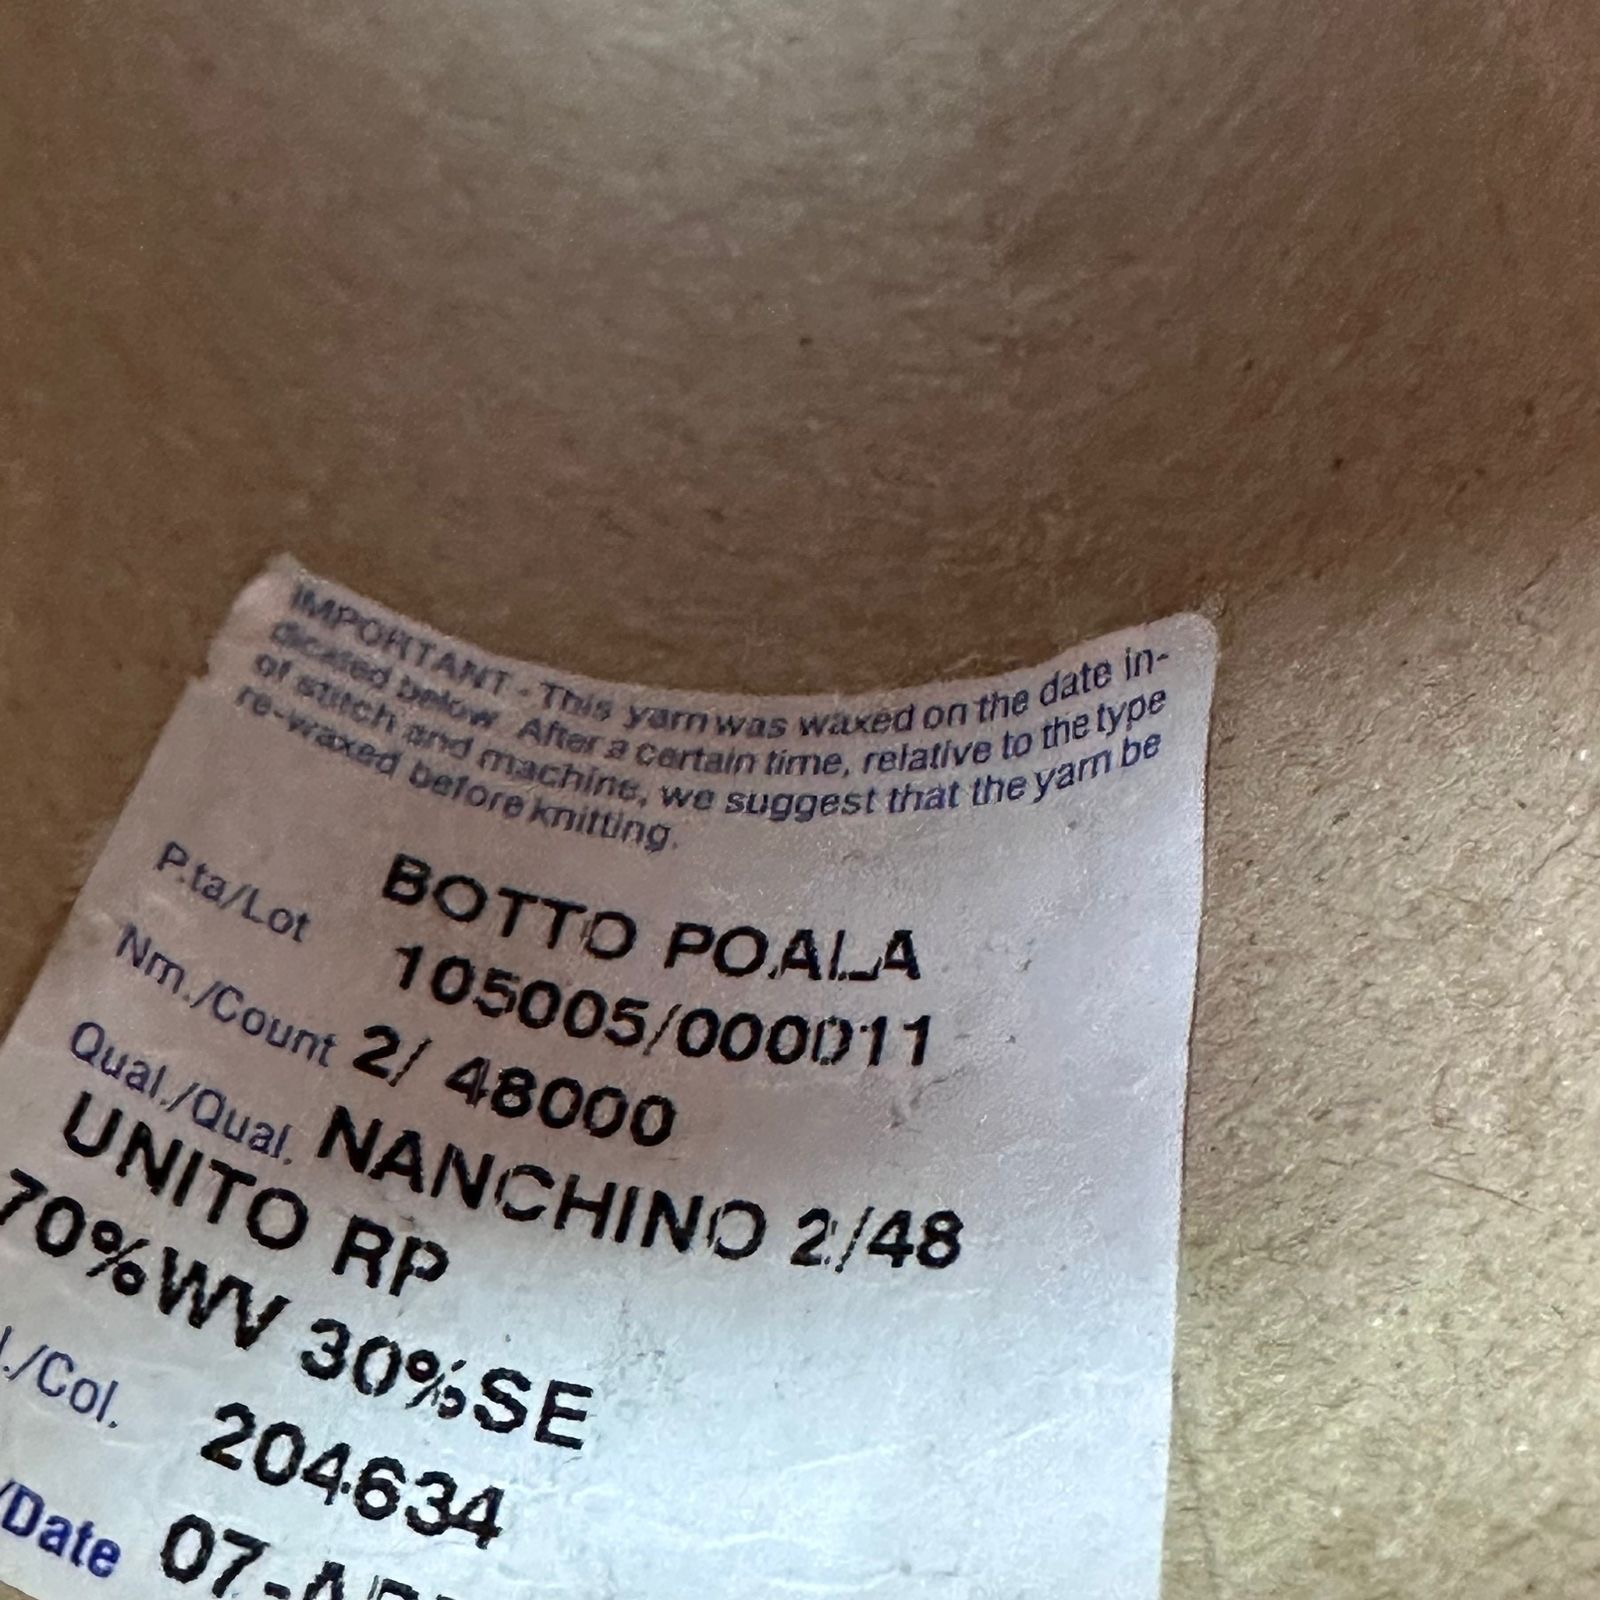 IMPORTANT - This yarn was waxed on the date in-
dicated below. After a certain time, relative to the type
of stitch and machine, we suggest that the yarn be
re-waxed before knitting.
BOTTO POALA
P.ta/Lot 105005/000011
Nm./Count 2/ 48000
Qual./Qual. NANCHINO 2/48
UNITO RP
70%WV 30%SE
./Col. 204634
/Date 07-